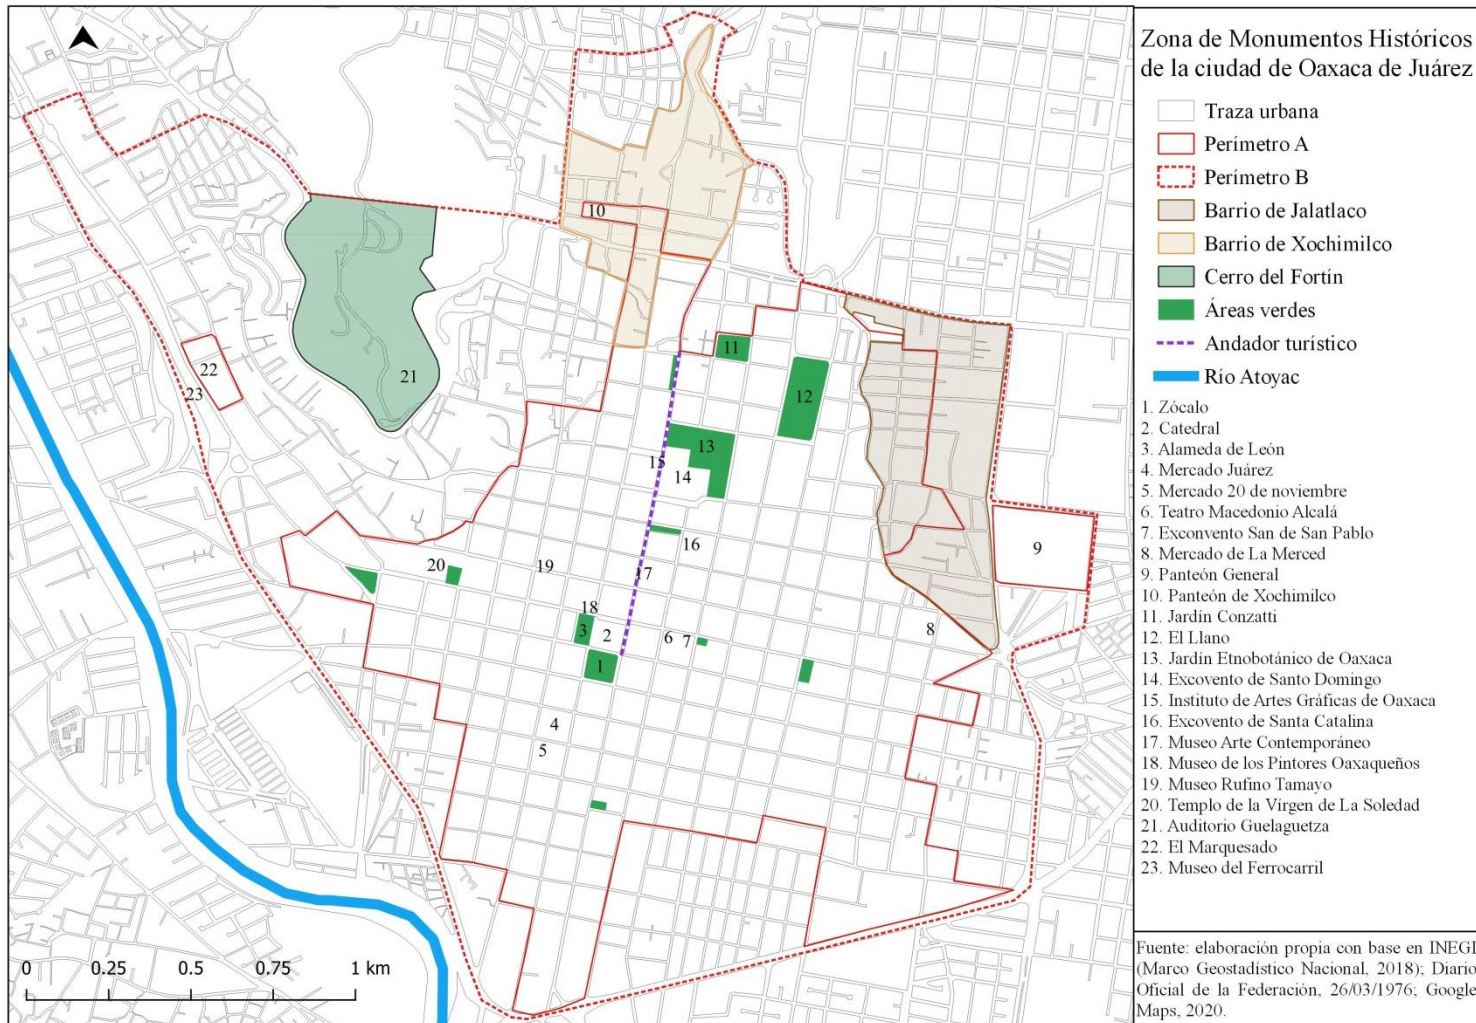 Zona de Monumentos Históricos
de la ciudad de Oaxaca de Juárez
Traza urbana
Perímetro A
Perímetro B
Barrio de Jalatlaco
Barrio de Xochimilco
Cerro del Fortín
Áreas verdes
Andador turístico
Río Atoyac
1. Zócalo
2. Catedral
3. Alameda de León
4. Mercado Juárez
5. Mercado 20 de noviembre
6. Teatro Macedonio Alcalá
7. Exconvento San de San Pablo
8. Mercado de La Merced
9. Panteón General
10. Panteón de Xochimilco
11. Jardín Conzatti
12. El Llano
13. Jardín Etnobotánico de Oaxaca
14. Excovento de Santo Domingo
15. Instituto de Artes Gráficas de Oaxaca
16. Excovento de Santa Catalina
17. Museo Arte Contemporáneo
18. Museo de los Pintores Oaxaqueños
19. Museo Rufino Tamayo
20. Templo de la Vírgen de La Soledad
21. Auditorio Guelaguetza
22. El Marquesado
23. Museo del Ferrocarril
Fuente: elaboración propia con base en INEGI
(Marco Geostadístico Nacional, 2018); Diario
Oficial de la Federación, 26/03/1976; Google
Maps, 2020.
10
11
22
21
23
12
13
15
14
16
9
20
19
17
18
3
2
6
7
8
1
4
5
0 0.25 0.5 0.75 1 km